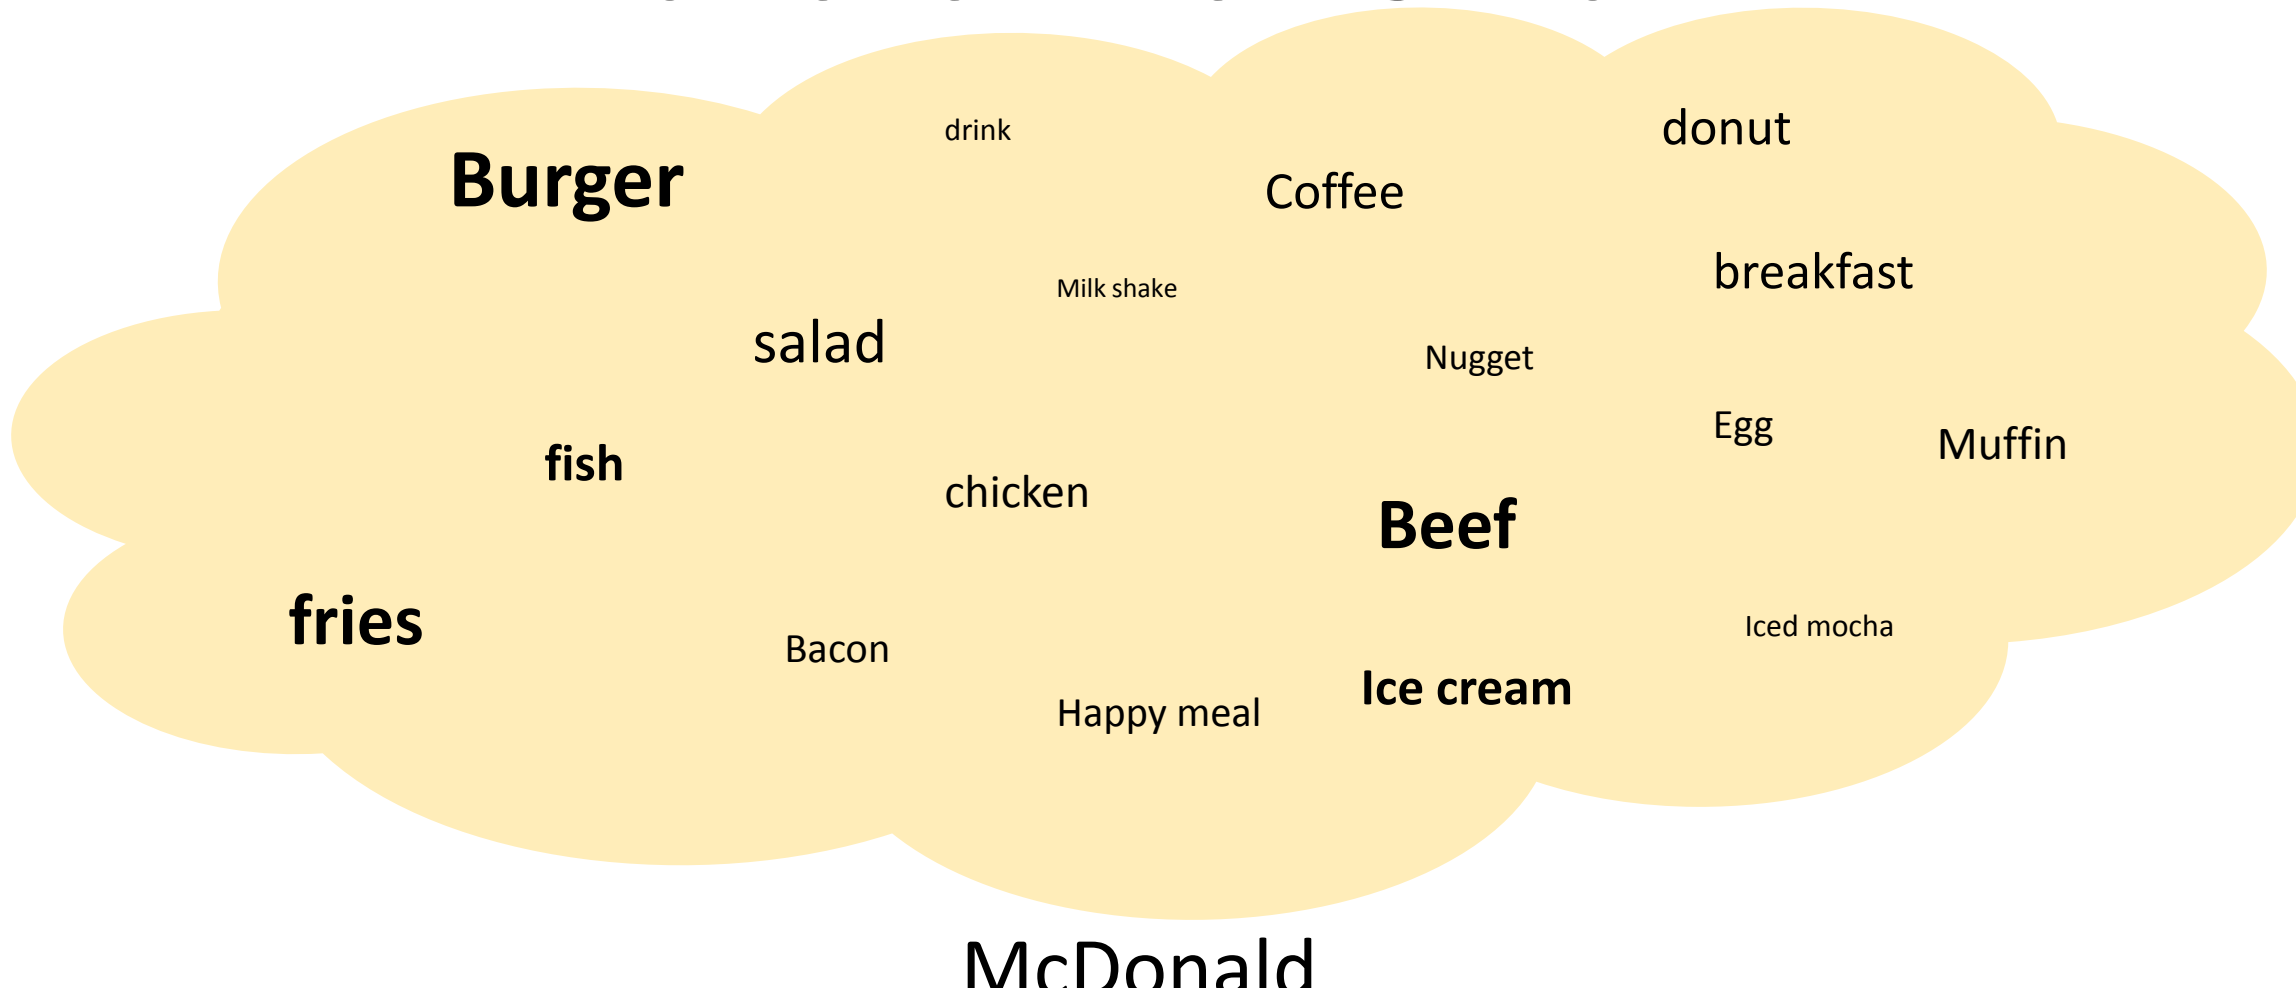 drink
donut
Burger
Coffee
breakfast
Milk shake
salad
Nugget
Egg
Muffin
fish
chicken
Beef
fries
Iced mocha
Bacon
Ice cream
Happy meal
McDonald